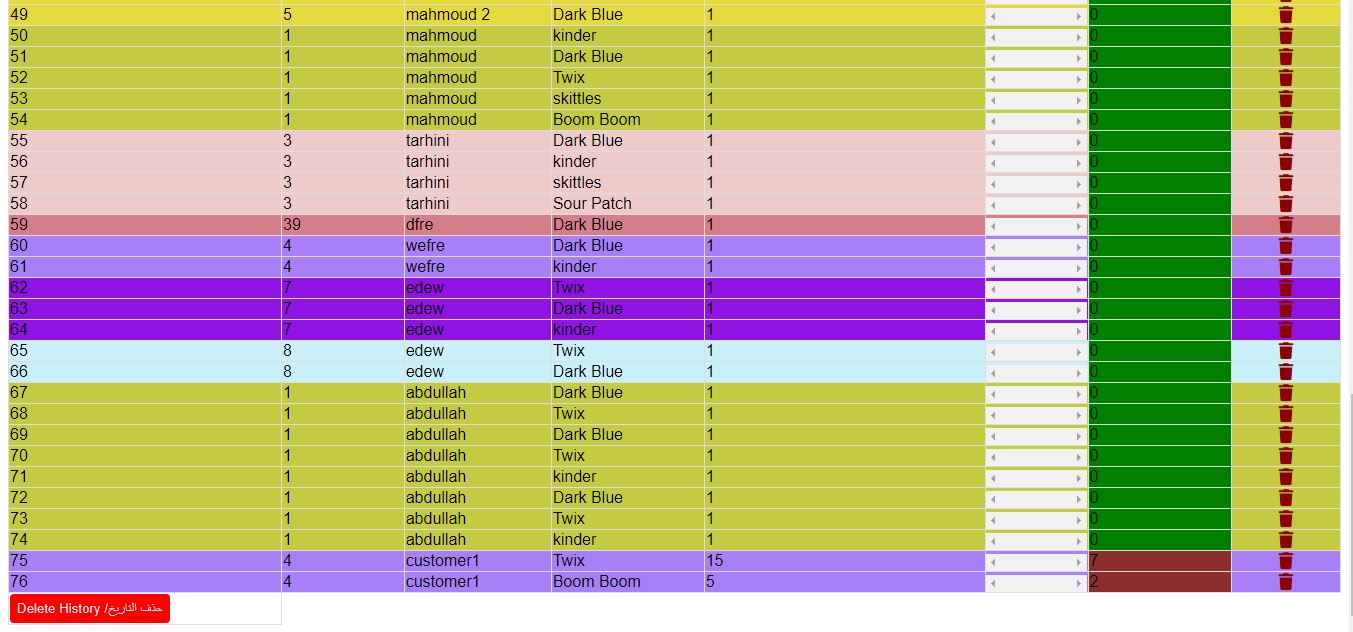 49 5 mahmoud 2 Dark Blue 1 0
50 1 mahmoud kinder 1 0
51 1 mahmoud Dark Blue 1 0
52 1 mahmoud Twix 1 0
53 1 mahmoud skittles 1 0
54 1 mahmoud Boom Boom 1 0
55 3 tarhini Dark Blue 1 0
56 3 tarhini kinder 1 0
57 3 tarhini skittles 1 0
58 3 tarhini Sour Patch 1 0
59 39 dfre Dark Blue 1 0
60 4 wefre Dark Blue 1 0
61 4 wefre kinder 1 0
62 7 edew Twix 1 0
63 7 edew Dark Blue 1 0
64 7 edew kinder 1 0
65 8 edew Twix 1 0
66 8 edew Dark Blue 1 0
67 1 abdullah Dark Blue 1 0
68 1 abdullah Twix 1 0
69 1 abdullah Dark Blue 1 0
70 1 abdullah Twix 1 0
71 1 abdullah kinder 1 0
72 1 abdullah Dark Blue 1 0
73 1 abdullah Twix 1 0
74 1 abdullah kinder 1 0
75 4 customer1 Twix 15 7
76 4 customer1 Boom Boom 5 2
Delete History /حذف التاريخ